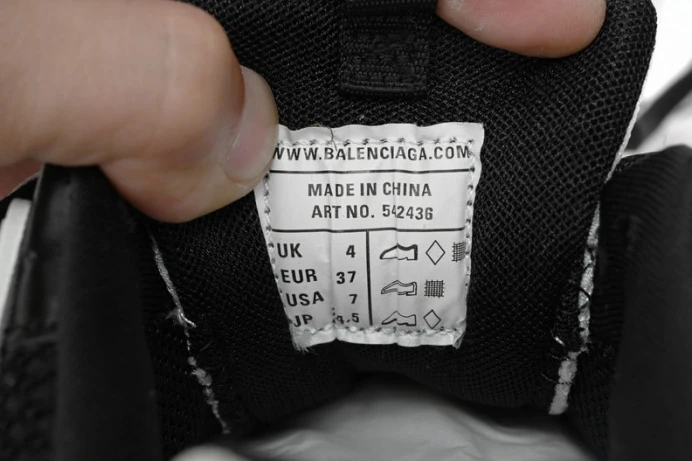 WWW.BALENCIAGA.COM
MADE IN CHINA
ART NO. 542436
UK 4
EUR 37
USA 7
JP